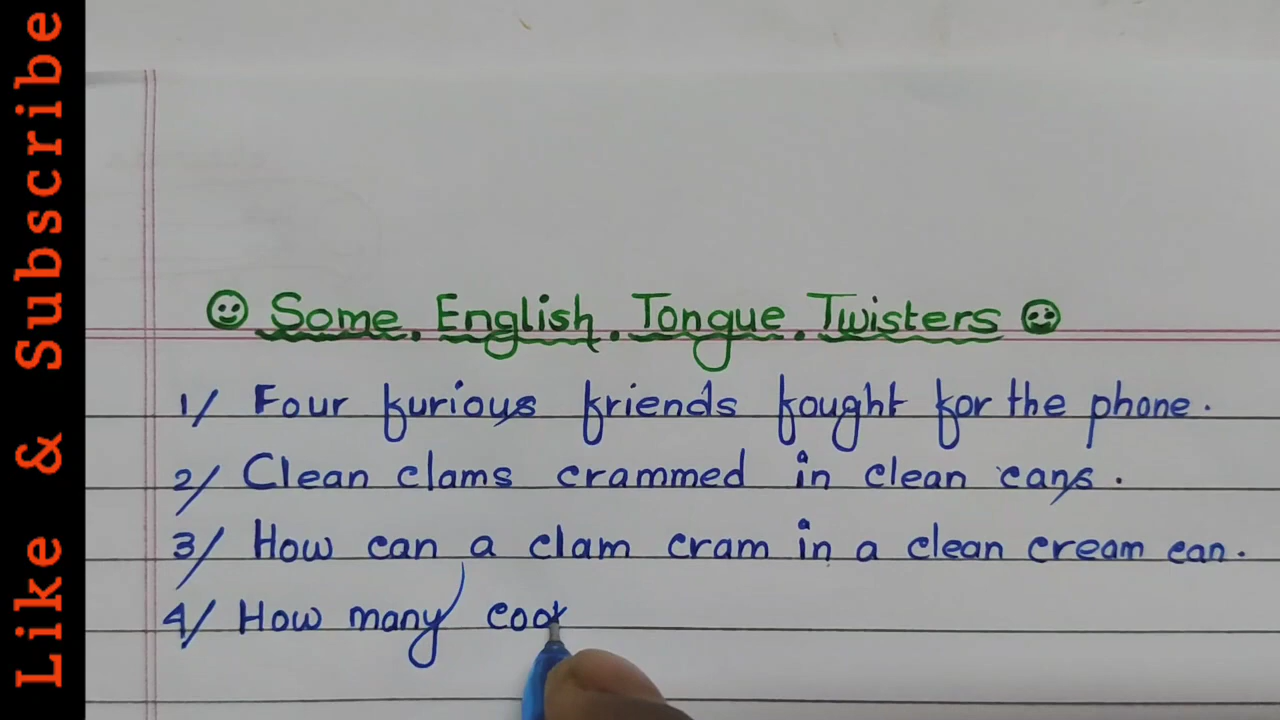 Like & Subscribe
Some English Tongue Twisters
1/ Four furious friends fought for the phone.
2/ Clean clams crammed in clean cans.
3/ How can a clam cram in a clean cream can.
4/ How many